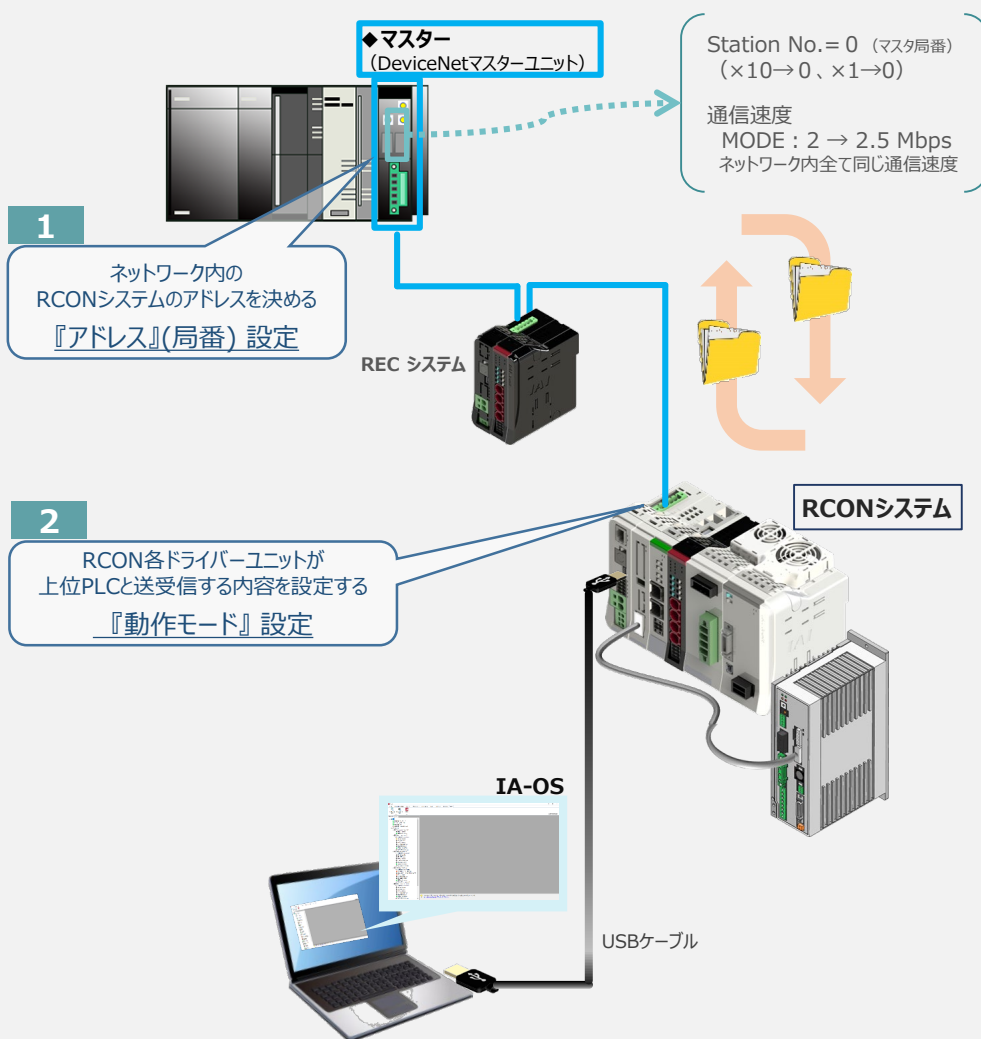 ◆マスター
(DeviceNetマスターユニット)
Station No.= 0 (マスタ局番)
(×10→0、×1→0)
通信速度
MODE:2 → 2.5 Mbps
ネットワーク内全て同じ通信速度
1
ネットワーク内の
RCONシステムのアドレスを決める
『アドレス』(局番) 設定
REC システム
RCONシステム
2
RCON各ドライバーユニットが
上位PLCと送受信する内容を設定する
『動作モード』 設定
IA-OS
USBケーブル